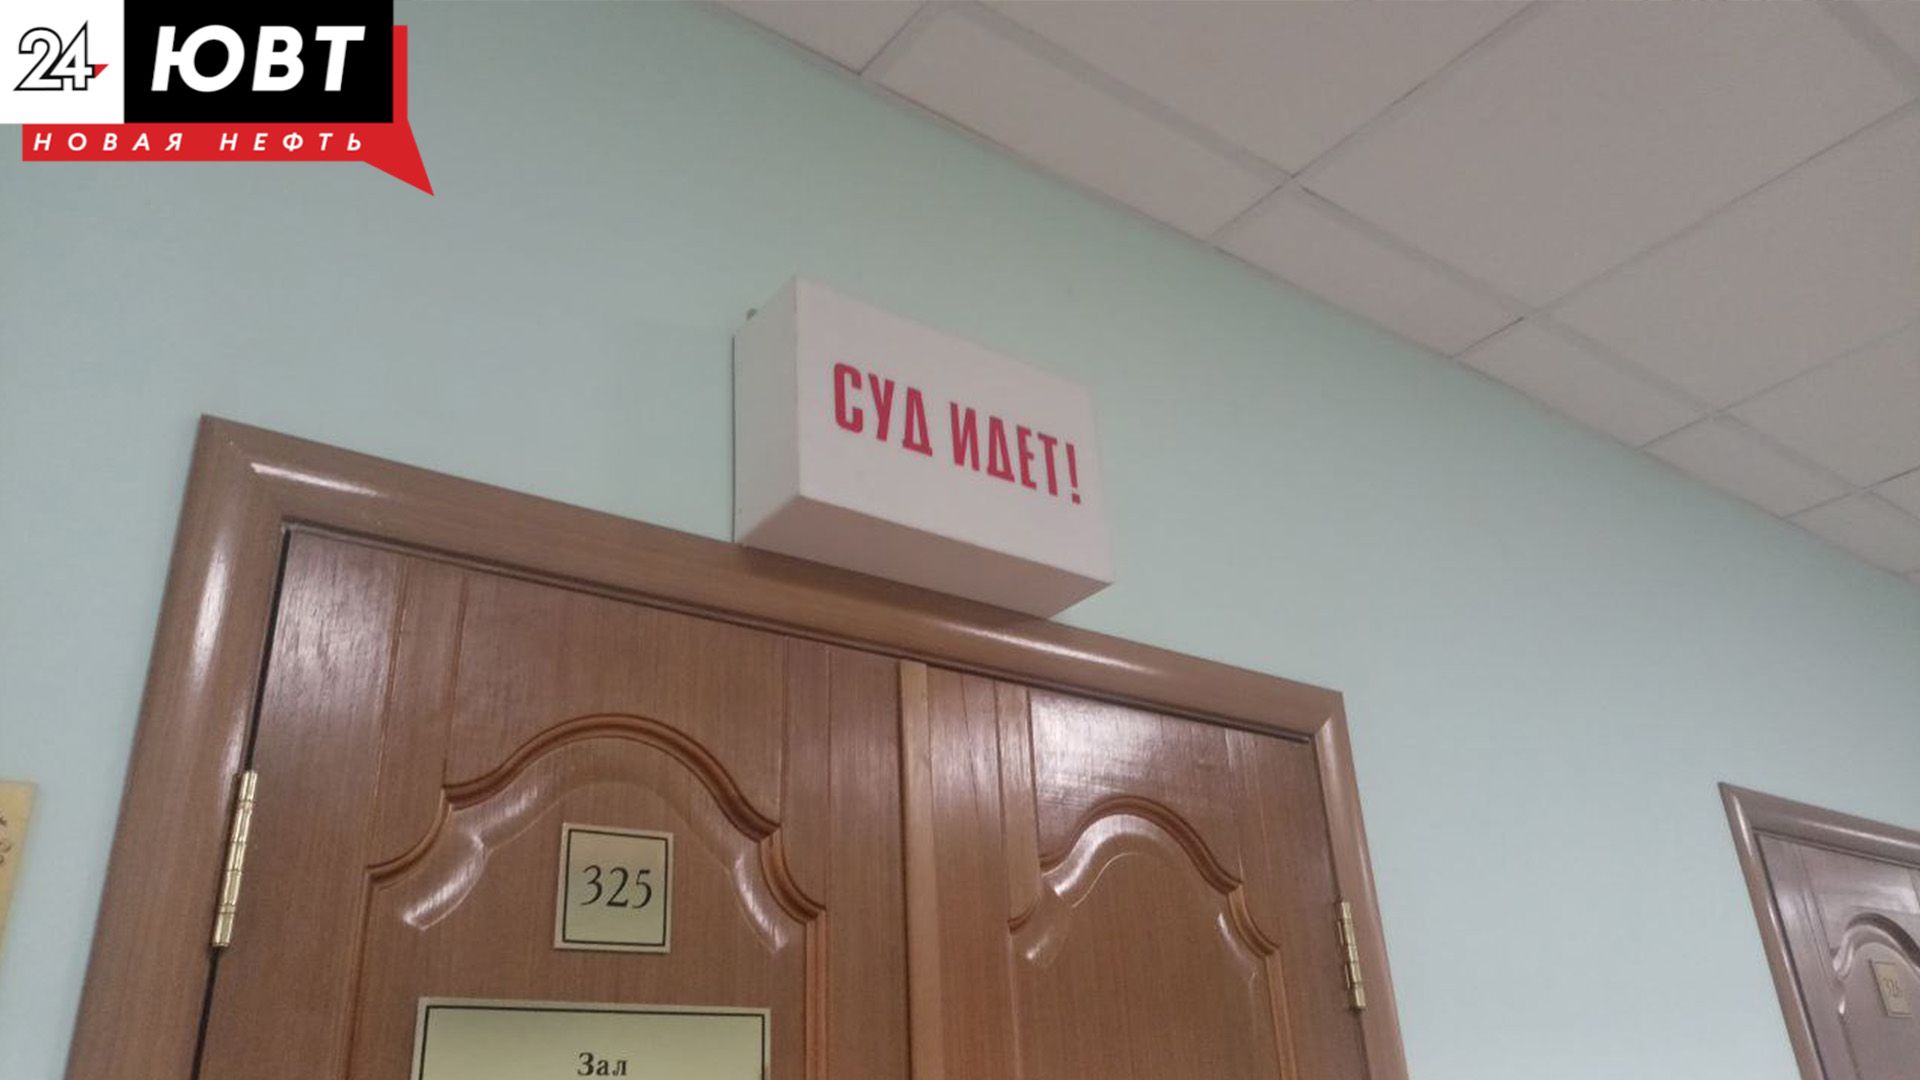 24 ЮВТ
НОВАЯ НЕФТЬ
СУД ИДЕТ!
325
Зал